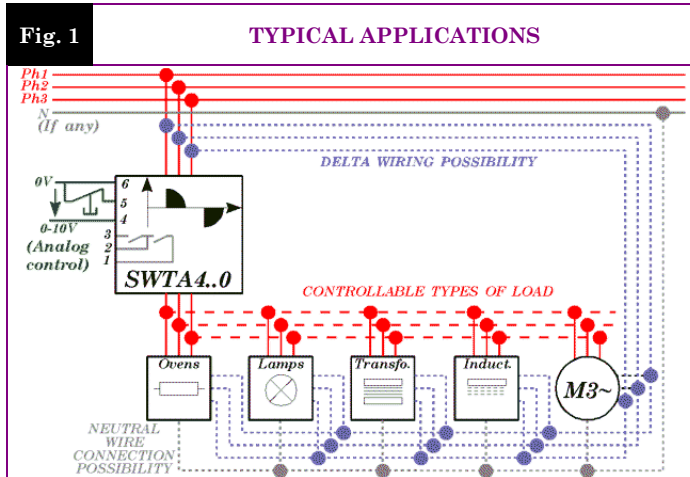 Fig. 1
TYPICAL APPLICATIONS
Ph1
Ph2
Ph3
N
(If any)
DELTA WIRING POSSIBILITY
0V
6
5
4
0-10V
(Analog
control)
3
2
1
SWTA4..0
CONTROLLABLE TYPES OF LOAD
Ovens
Lamps
Transfo.
Induct.
M3~
NEUTRAL
WIRE
CONNECTION
POSSIBILITY